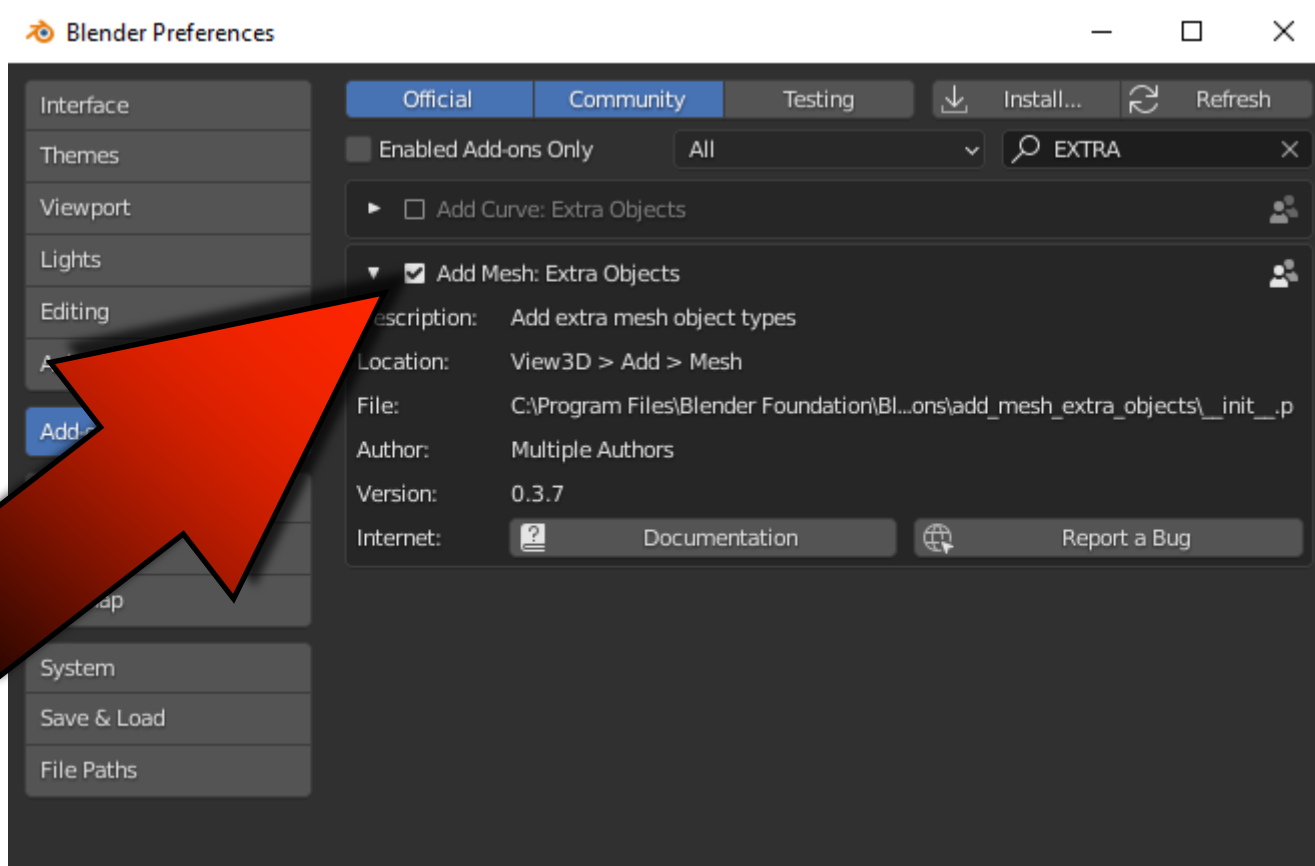 Blender Preferences
Interface
Themes
Viewport
Lights
Editing
System
Save & Load
File Paths
Official Community Testing Install... Refresh
Enabled Add-ons Only All EXTRA
Add Curve: Extra Objects
Add Mesh: Extra Objects
Description: Add extra mesh object types
Location: View3D > Add > Mesh
File: C:\Program Files\Blender Foundation\Bl...ons\add_mesh_extra_objects\__init__.p
Author: Multiple Authors
Version: 0.3.7
Internet: Documentation Report a Bug